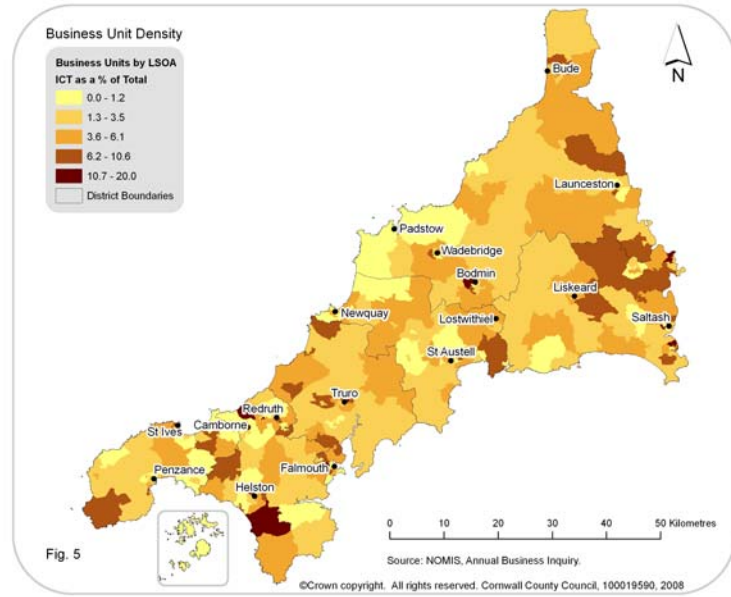 Business Unit Density
Business Units by LSOA
ICT as a % of Total
0.0 - 1.2
1.3 - 3.5
3.6 - 6.1
6.2 - 10.6
10.7 - 20.0
District Boundaries
N
Bude
Launceston
Padstow
Wadebridge
Bodmin
Liskeard
Newquay
Lostwithiel
Saltash
St Austell
Truro
Redruth
St Ives
Camborne
Penzance
Falmouth
Helston
0 10 20 30 40 50 Kilometres
Fig. 5
Source: NOMIS, Annual Business Inquiry.
©Crown copyright. All rights reserved. Cornwall County Council, 100019590, 2008